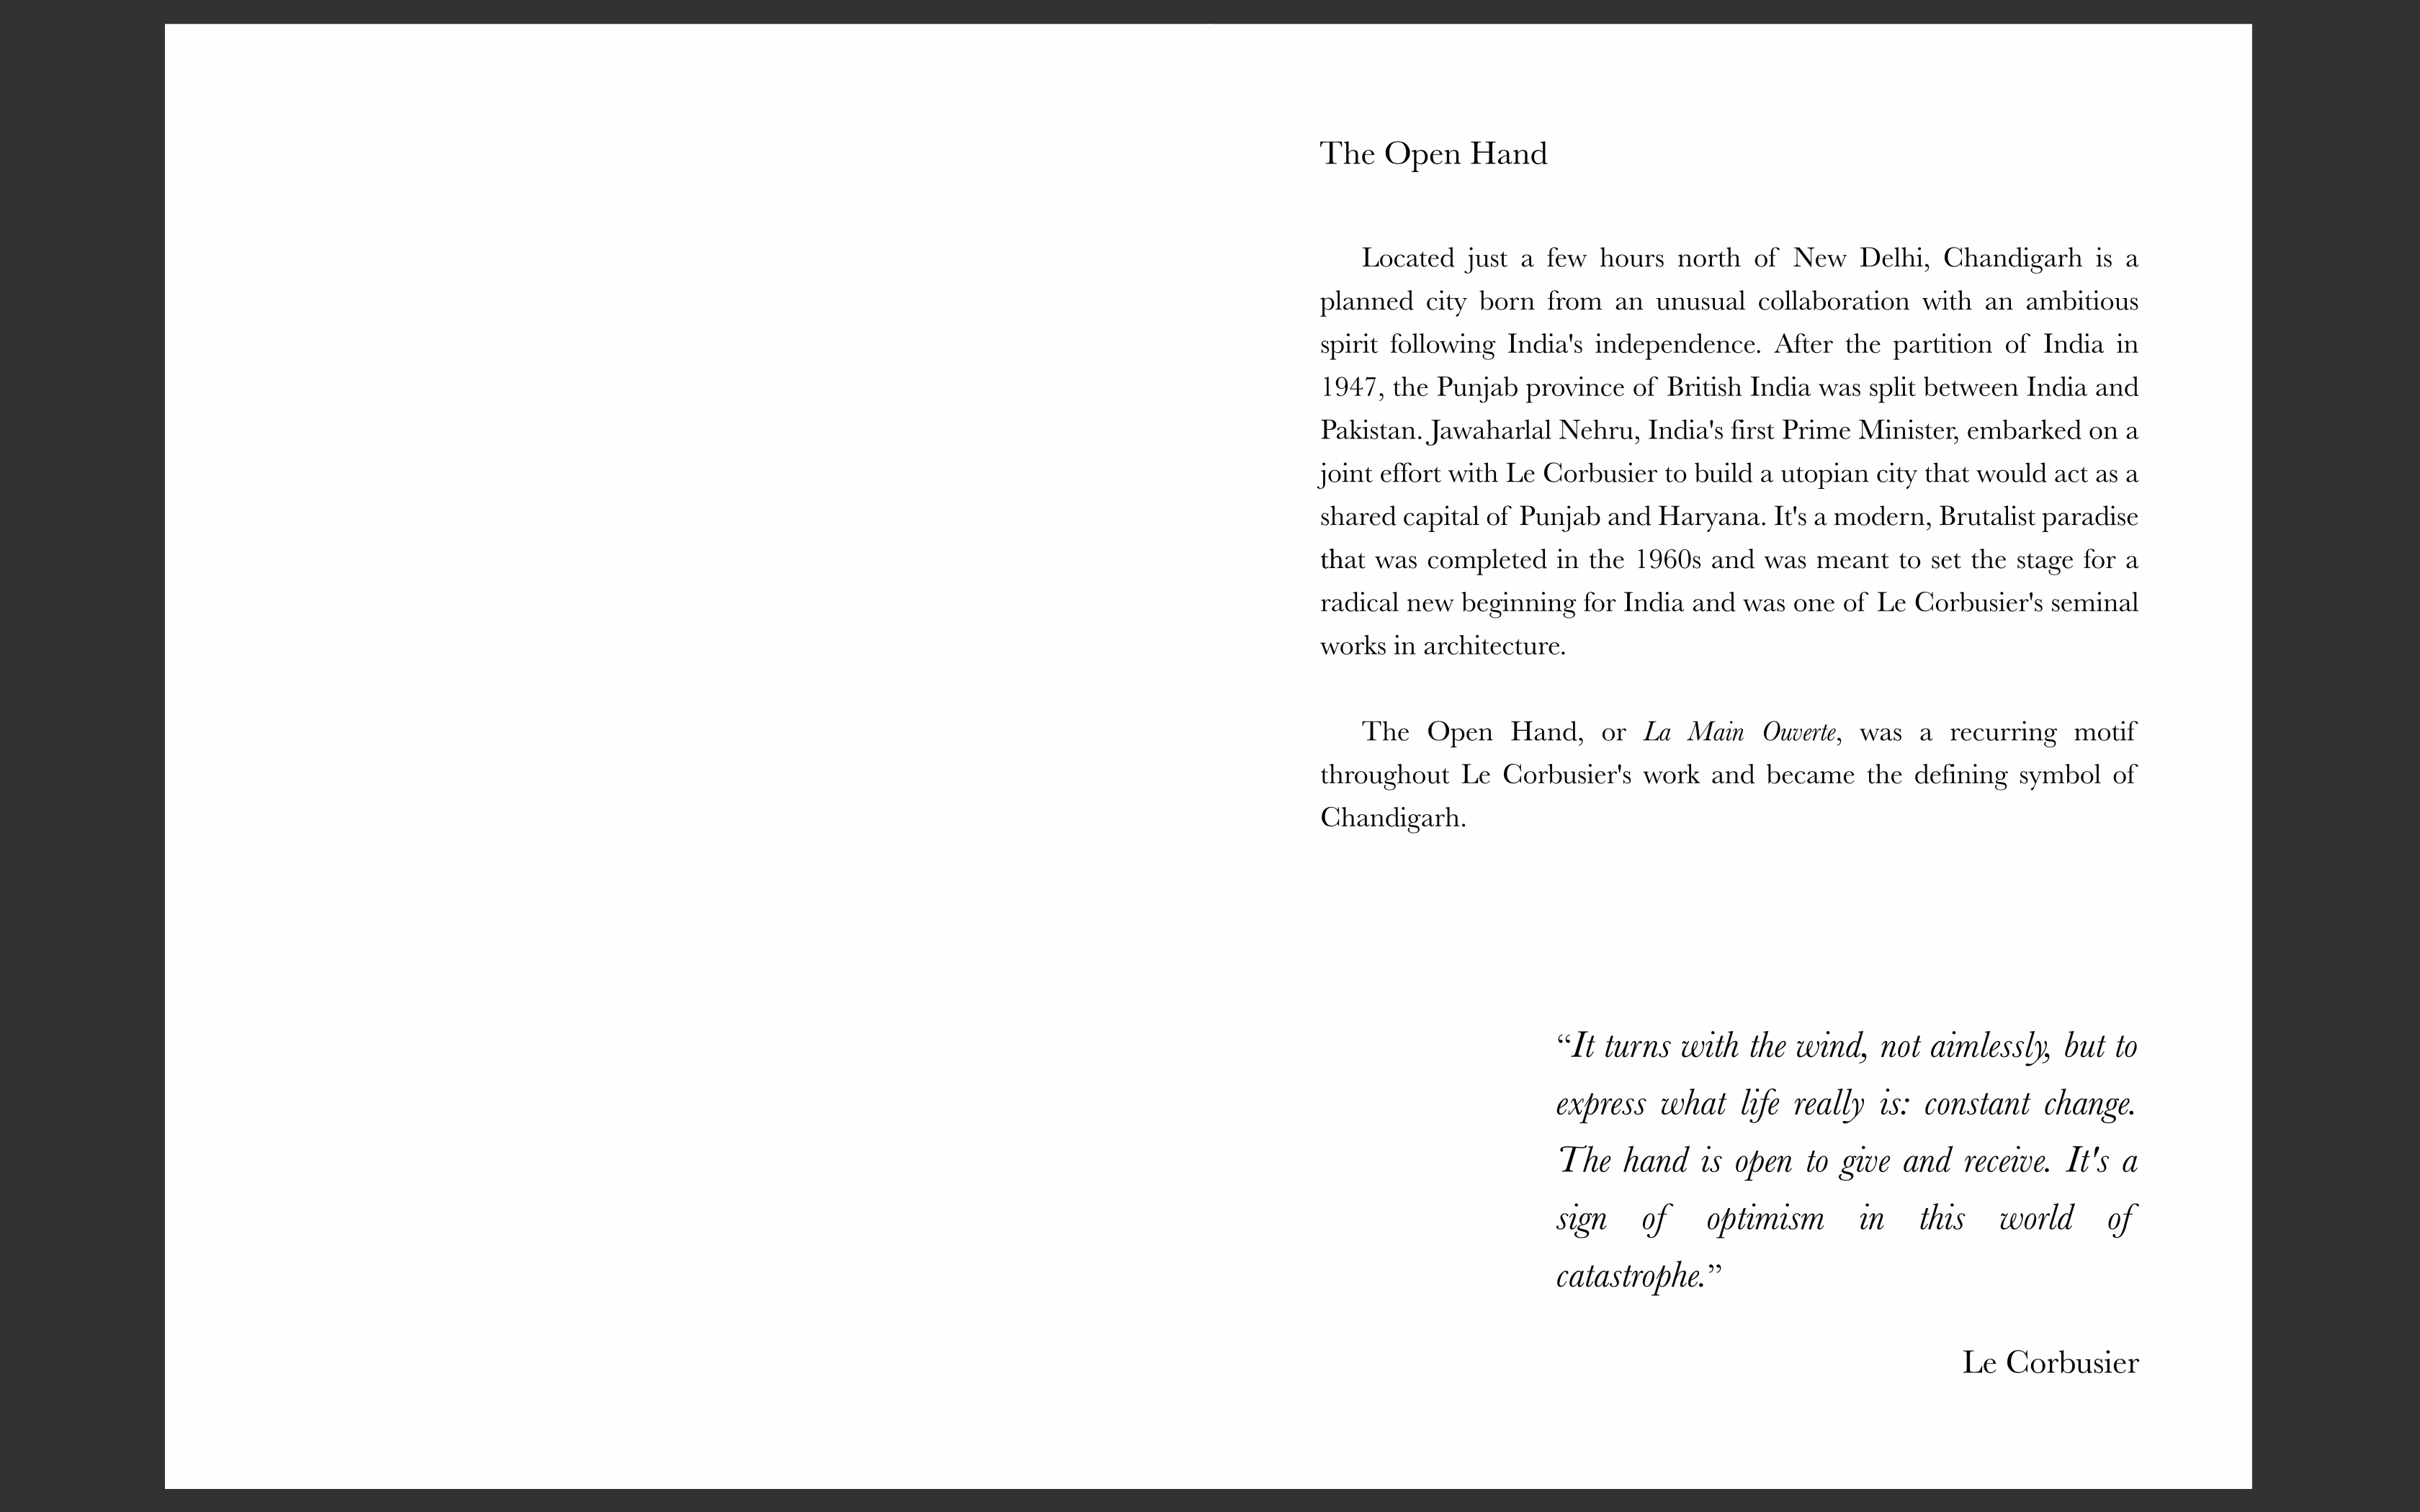 The Open Hand
Located just a few hours north of New Delhi, Chandigarh is a
planned city born from an unusual collaboration with an ambitious
spirit following India's independence. After the partition of India in
1947, the Punjab province of British India was split between India and
Pakistan. Jawaharlal Nehru, India's first Prime Minister, embarked on a
joint effort with Le Corbusier to build a utopian city that would act as a
shared capital of Punjab and Haryana. It's a modern, Brutalist paradise
that was completed in the 1960s and was meant to set the stage for a
radical new beginning for India and was one of Le Corbusier's seminal
works in architecture.
The Open Hand, or La Main Ouverte, was a recurring motif
throughout Le Corbusier's work and became the defining symbol of
Chandigarh.
“It turns with the wind, not aimlessly, but to
express what life really is: constant change.
The hand is open to give and receive. It's a
sign of optimism in this world of
catastrophe.”
Le Corbusier